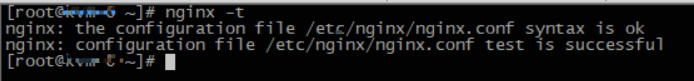 [root@ ~]# nginx -t
nginx: the configuration file /etc/nginx/nginx.conf syntax is ok
nginx: configuration file /etc/nginx/nginx.conf test is successful
[root@ ~]#